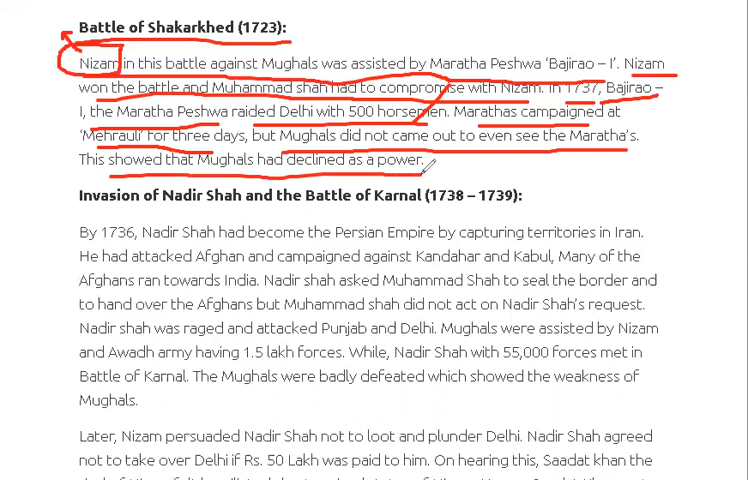 Battle of Shakarkhed (1723):
Nizam in this battle against Mughals was assisted by Maratha Peshwa ‘Bajirao – I’. Nizam
won the battle and Muhammad shah had to compromise with Nizam. In 1737, Bajirao –
I, the Maratha Peshwa raided Delhi with 500 horsemen. Marathas campaigned at
‘Mehrauli’ for three days, but Mughals did not came out to even see the Maratha’s.
This showed that Mughals had declined as a power.
Invasion of Nadir Shah and the Battle of Karnal (1738 – 1739):
By 1736, Nadir Shah had become the Persian Empire by capturing territories in Iran.
He had attacked Afghan and campaigned against Kandahar and Kabul, Many of the
Afghans ran towards India. Nadir shah asked Muhammad Shah to seal the border and
to hand over the Afghans but Muhammad shah did not act on Nadir Shah’s request.
Nadir shah was raged and attacked Punjab and Delhi. Mughals were assisted by Nizam
and Awadh army having 1.5 lakh forces. While, Nadir Shah with 55,000 forces met in
Battle of Karnal. The Mughals were badly defeated which showed the weakness of
Mughals.
Later, Nizam persuaded Nadir Shah not to loot and plunder Delhi. Nadir Shah agreed
not to take over Delhi if Rs. 50 Lakh was paid to him. On hearing this, Saadat khan the